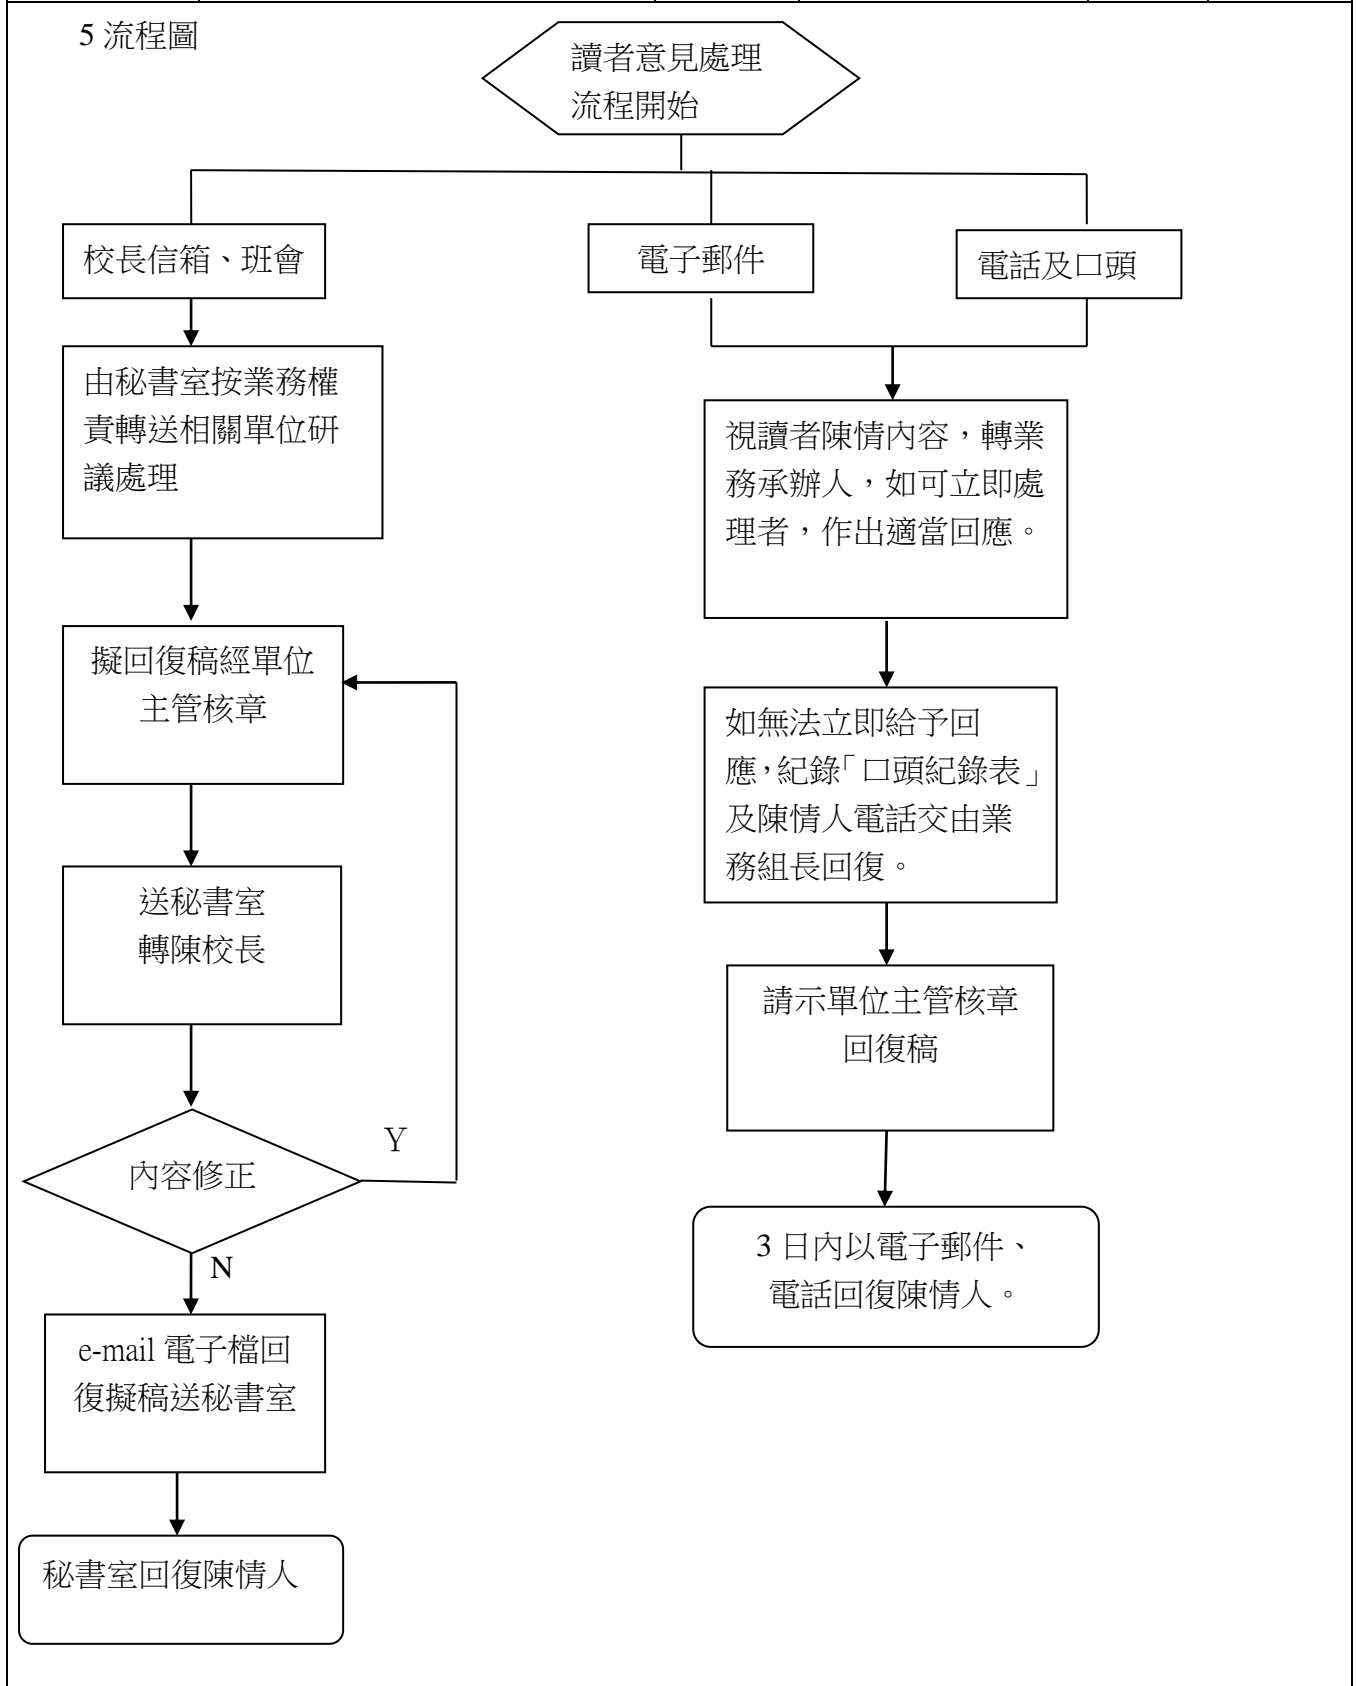 5 流程圖
讀者意見處理
流程開始
校長信箱、班會
電子郵件
電話及口頭
由秘書室按業務權
責轉送相關單位研
議處理
視讀者陳情內容，轉業
務承辦人，如可立即處
理者，作出適當回應。
擬回復稿經單位
主管核章
如無法立即給予回
應，紀錄「口頭紀錄表」
及陳情人電話交由業
務組長回復。
送秘書室
轉陳校長
請示單位主管核章
回復稿
內容修正
Y
N
3 日內以電子郵件、
電話回復陳情人。
e-mail 電子檔回
復擬稿送秘書室
秘書室回復陳情人